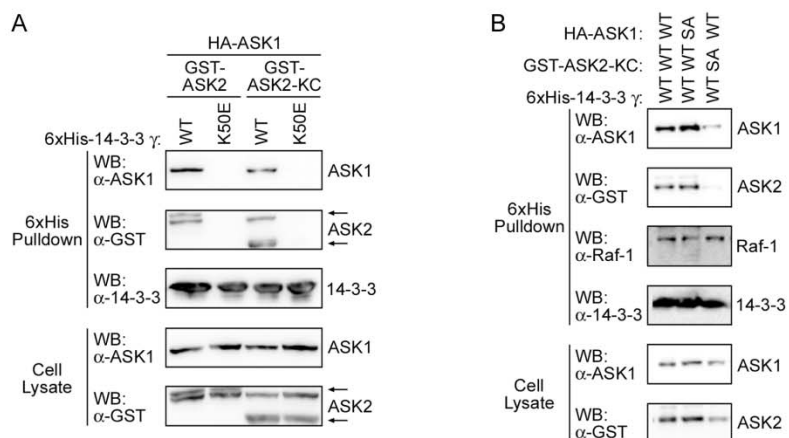 A
HA-ASK1
GST-
ASK2
GST-
ASK2-KC
6xHis-14-3-3 γ:
WT
K50E
WT
K50E
6xHis
Pulldown
WB:
α-ASK1
ASK1
WB:
α-GST
ASK2
WB:
α-14-3-3
14-3-3
Cell
Lysate
WB:
α-ASK1
ASK1
WB:
α-GST
ASK2
B
HA-ASK1: WT SA WT
GST-ASK2-KC: WT WT SA
6xHis-14-3-3 γ: WT WT WT
6xHis
Pulldown
WB:
α-ASK1
ASK1
WB:
α-GST
ASK2
WB:
α-Raf-1
Raf-1
WB:
α-14-3-3
14-3-3
Cell
Lysate
WB:
α-ASK1
ASK1
WB:
α-GST
ASK2